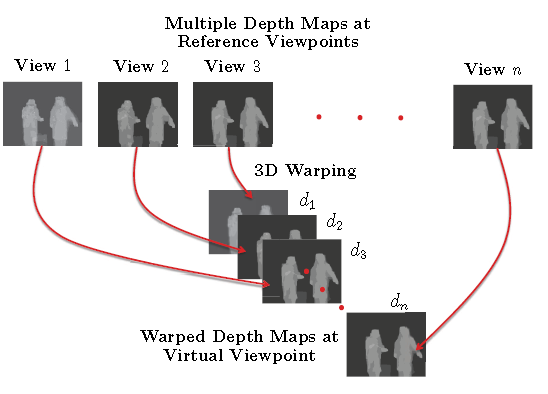 Multiple Depth Maps at
Reference Viewpoints
View 1
View 2
View 3
View n
3D Warping
d1
d2
d3
dn
Warped Depth Maps at
Virtual Viewpoint